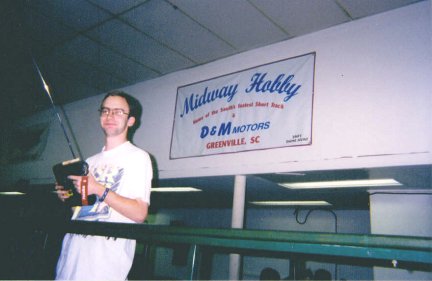 Midway Hobby
Home of the South's fastest Short Track
&
D&M MOTORS
GREENVILLE, SC